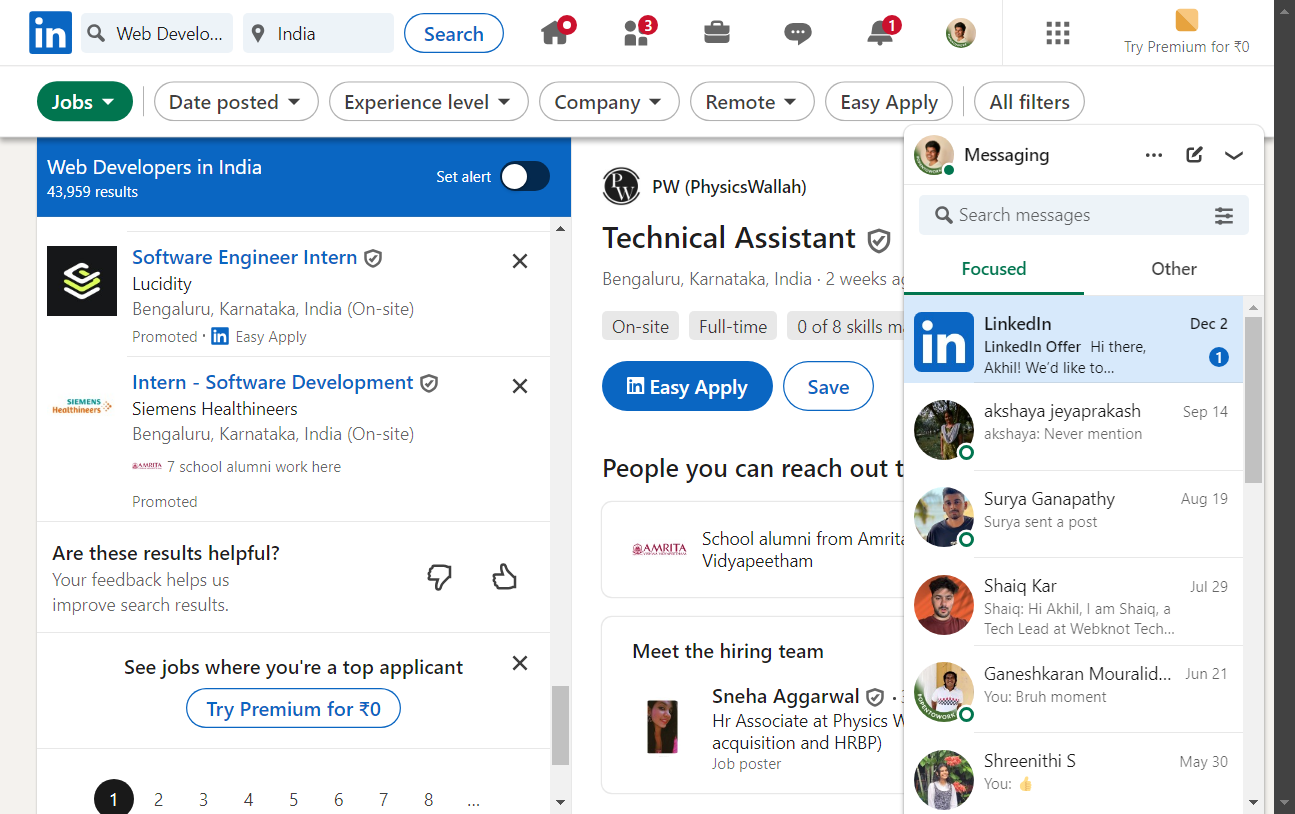 in
Web Develo...
India
Search
3
1
Try Premium for ₹0
Jobs
Date posted
Experience level
Company
Remote
Easy Apply
All filters
Web Developers in India
43,959 results
Set alert
Software Engineer Intern
Lucidity
Bengaluru, Karnataka, India (On-site)
Promoted · in Easy Apply
SIEMENS
Healthineers
Intern - Software Development
Siemens Healthineers
Bengaluru, Karnataka, India (On-site)
AMRITA 7 school alumni work here
Promoted
Are these results helpful?
Your feedback helps us
improve search results.
See jobs where you're a top applicant
Try Premium for ₹0
1 2 3 4 5 6 7 8 ...
PW
PW (PhysicsWallah)
Technical Assistant
Bengaluru, Karnataka, India · 2 weeks
On-site
Full-time
0 of 8 skills
in Easy Apply
Save
People you can reach out
AMRITA
School alumni from Amrita
Vidyapeetham
Meet the hiring team
Sneha Aggarwal ·
Hr Associate at Physics
acquisition and HRBP)
Job poster
Messaging
Search messages
Focused
Other
in
LinkedIn
Dec 2
LinkedIn Offer Hi there,
Akhil! We'd like to...
1
akshaya jeyaprakash
Sep 14
akshaya: Never mention
Surya Ganapathy
Aug 19
Surya sent a post
Shaiq Kar
Jul 29
Shaiq: Hi Akhil, I am Shaiq, a
Tech Lead at Webknot Tech...
Ganeshkaran Mouralid...
Jun 21
You: Bruh moment
Shreenithi S
May 30
You: 👍